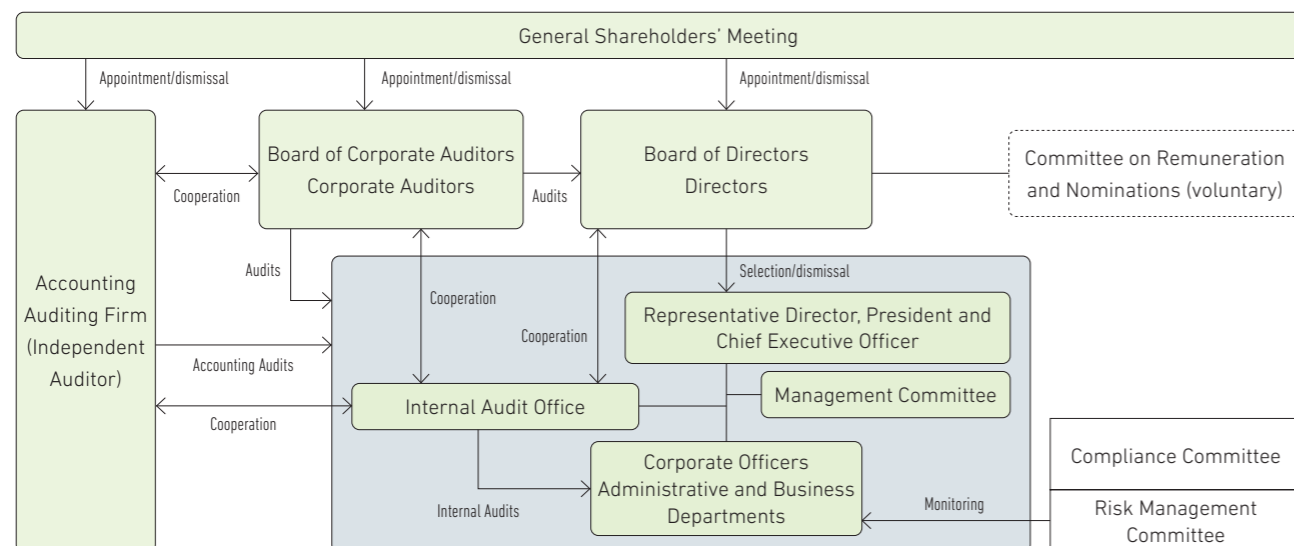 General Shareholders' Meeting
Appointment/dismissal
Appointment/dismissal
Appointment/dismissal
Board of Corporate Auditors
Corporate Auditors
Board of Directors
Directors
Committee on Remuneration
and Nominations (voluntary)
Cooperation
Audits
Accounting
Auditing Firm
(Independent
Auditor)
Audits
Cooperation
Cooperation
Selection/dismissal
Representative Director, President and
Chief Executive Officer
Accounting Audits
Management Committee
Internal Audit Office
Cooperation
Corporate Officers
Administrative and Business
Departments
Internal Audits
Monitoring
Compliance Committee
Risk Management
Committee